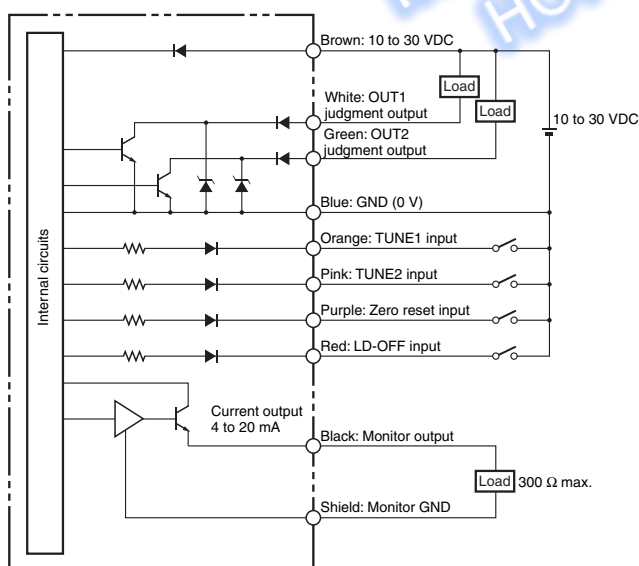 Brown: 10 to 30 VDC
Load
White: OUT1
judgment output
Load
10 to 30 VDC
Green: OUT2
judgment output
Blue: GND (0 V)
Internal circuits
Orange: TUNE1 input
Pink: TUNE2 input
Purple: Zero reset input
Red: LD-OFF input
Current output
4 to 20 mA
Black: Monitor output
Load 300 Ω max.
Shield: Monitor GND